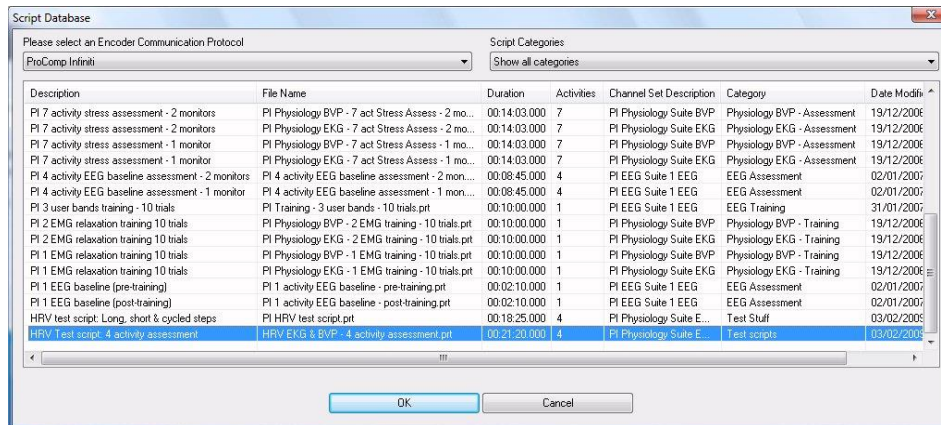 Script Database
Please select an Encoder Communication Protocol Script Categories
ProComp Infiniti Show all categories
Description File Name Duration Activities Channel Set Description Category Date Modifi
PI 7 activity stress assessment - 2 monitors PI Physiology BVP - 7 act Stress Assess - 2 mo... 00:14:03.000 7 PI Physiology Suite BVP Physiology BVP - Assessment 19/12/2006
PI 7 activity stress assessment - 2 monitors PI Physiology EKG - 7 act Stress Assess - 2 mo... 00:14:03.000 7 PI Physiology Suite EKG Physiology EKG - Assessment 19/12/2006
PI 7 activity stress assessment - 1 monitor PI Physiology BVP - 7 act Stress Assess - 1 mo... 00:14:03.000 7 PI Physiology Suite BVP Physiology BVP - Assessment 19/12/2006
PI 7 activity stress assessment - 1 monitor PI Physiology EKG - 7 act Stress Assess - 1 mo... 00:14:03.000 7 PI Physiology Suite EKG Physiology EKG - Assessment 19/12/2006
PI 4 activity EEG baseline assessment - 2 monitors PI 4 activity EEG baseline assessment - 2 mon.... 00:08:45.000 4 PI EEG Suite 1 EEG EEG Assessment 02/01/2007
PI 4 activity EEG baseline assessment - 1 monitor PI 4 activity EEG baseline assessment - 1 mon.... 00:08:45.000 4 PI EEG Suite 1 EEG EEG Assessment 02/01/2007
PI 3 user bands training - 10 trials PI Training - 3 user bands - 10 trials.prt 00:10:00.000 1 PI EEG Suite 1 EEG EEG Training 31/01/2007
PI 2 EMG relaxation training 10 trials PI Physiology BVP - 2 EMG training - 10 trials.prt 00:10:00.000 1 PI Physiology Suite BVP Physiology BVP - Training 19/12/2006
PI 2 EMG relaxation training 10 trials PI Physiology EKG - 2 EMG training - 10 trials.prt 00:10:00.000 1 PI Physiology Suite EKG Physiology EKG - Training 19/12/2006
PI 1 EMG relaxation training 10 trials PI Physiology BVP - 1 EMG training - 10 trials.prt 00:10:00.000 1 PI Physiology Suite BVP Physiology BVP - Training 19/12/2006
PI 1 EMG relaxation training 10 trials PI Physiology EKG - 1 EMG training - 10 trials.prt 00:10:00.000 1 PI Physiology Suite EKG Physiology EKG - Training 19/12/2006
PI 1 EEG baseline (pre-training) PI 1 activity EEG baseline - pre-training.prt 00:02:10.000 1 PI EEG Suite 1 EEG EEG Assessment 02/01/2007
PI 1 EEG baseline (post-training) PI 1 activity EEG baseline - post-training.prt 00:02:10.000 1 PI EEG Suite 1 EEG EEG Assessment 02/01/2007
HRV test script: Long, short & cycled steps PI HRV test script.prt 00:18:25.000 4 PI Physiology Suite E... Test Stuff 03/02/2009
HRV Test script: 4 activity assessment HRV EKG & BVP - 4 activity assessment.prt 00:21:20.000 4 PI Physiology Suite E... Test scripts 03/02/2009
OK Cancel